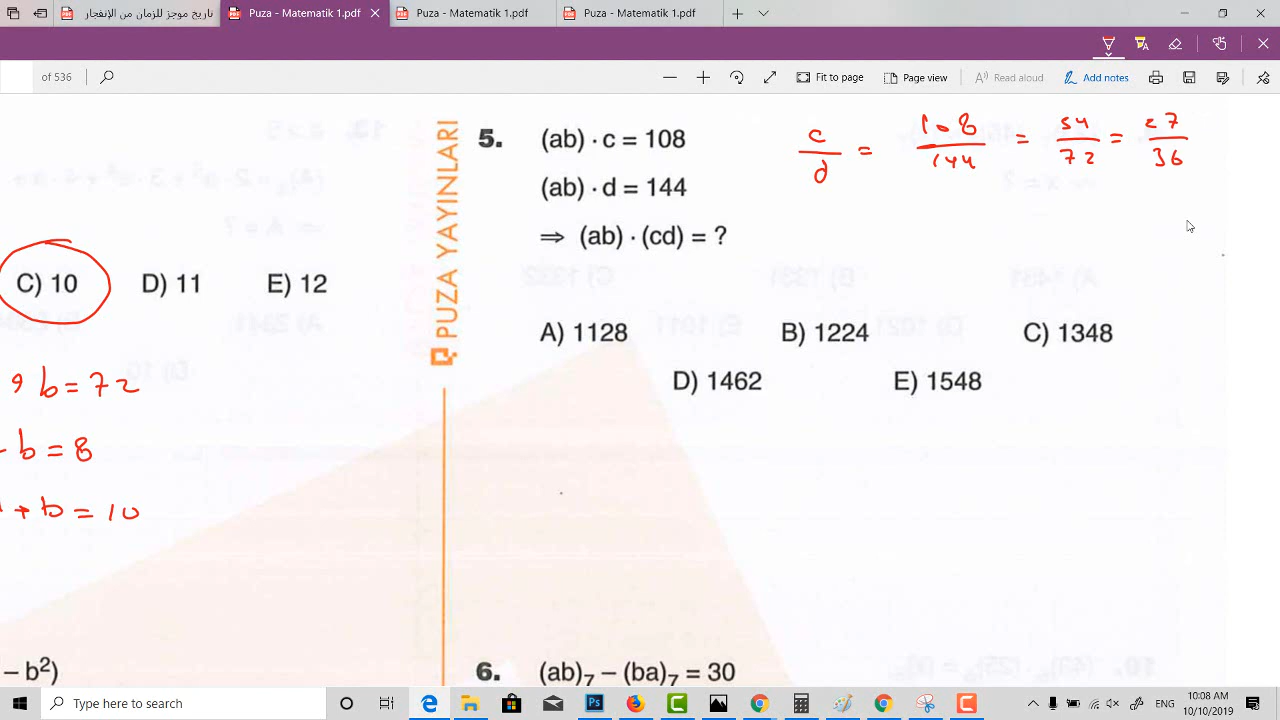 تاريخ موجز للكون من الانفجار
Puza - Matematik 1.pdf
Puza - Matematik 1.pdf
Puza - Matematik 1.pdf
of 536
Fit to page
Page view
Read aloud
Add notes
C) 10 D) 11 E) 12
9 b = 72
- b = 8
+ b = 10
– b²)
PUZA YAYINLARI
5. (ab) · c = 108
(ab) · d = 144
⇒ (ab) · (cd) = ?
c/d = 108/144 = 54/72 = 27/36
A) 1128 B) 1224 C) 1348
D) 1462 E) 1548
6. (ab)₇ – (ba)₇ = 30
Type here to search
ENG
10:08 AM
10/10/2019